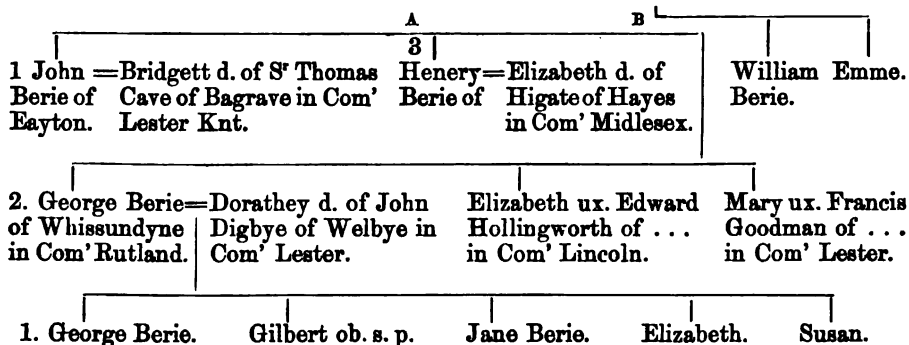 A B
3
1 John = Bridgett d. of Sr Thomas Henery = Elizabeth d. of William Emme.
Berie of Cave of Bagrave in Com' Berie of Higate of Hayes Berie.
Eayton. Lester Knt. in Com' Midlesex.
2. George Berie = Dorathey d. of John Elizabeth ux. Edward Mary ux. Francis
of Whissundyne Digbye of Welbye in Hollingworth of . . . Goodman of . . .
in Com' Rutland. Com' Lester. in Com' Lincoln. in Com' Lester.
1. George Berie. Gilbert ob. s. p. Jane Berie. Elizabeth. Susan.